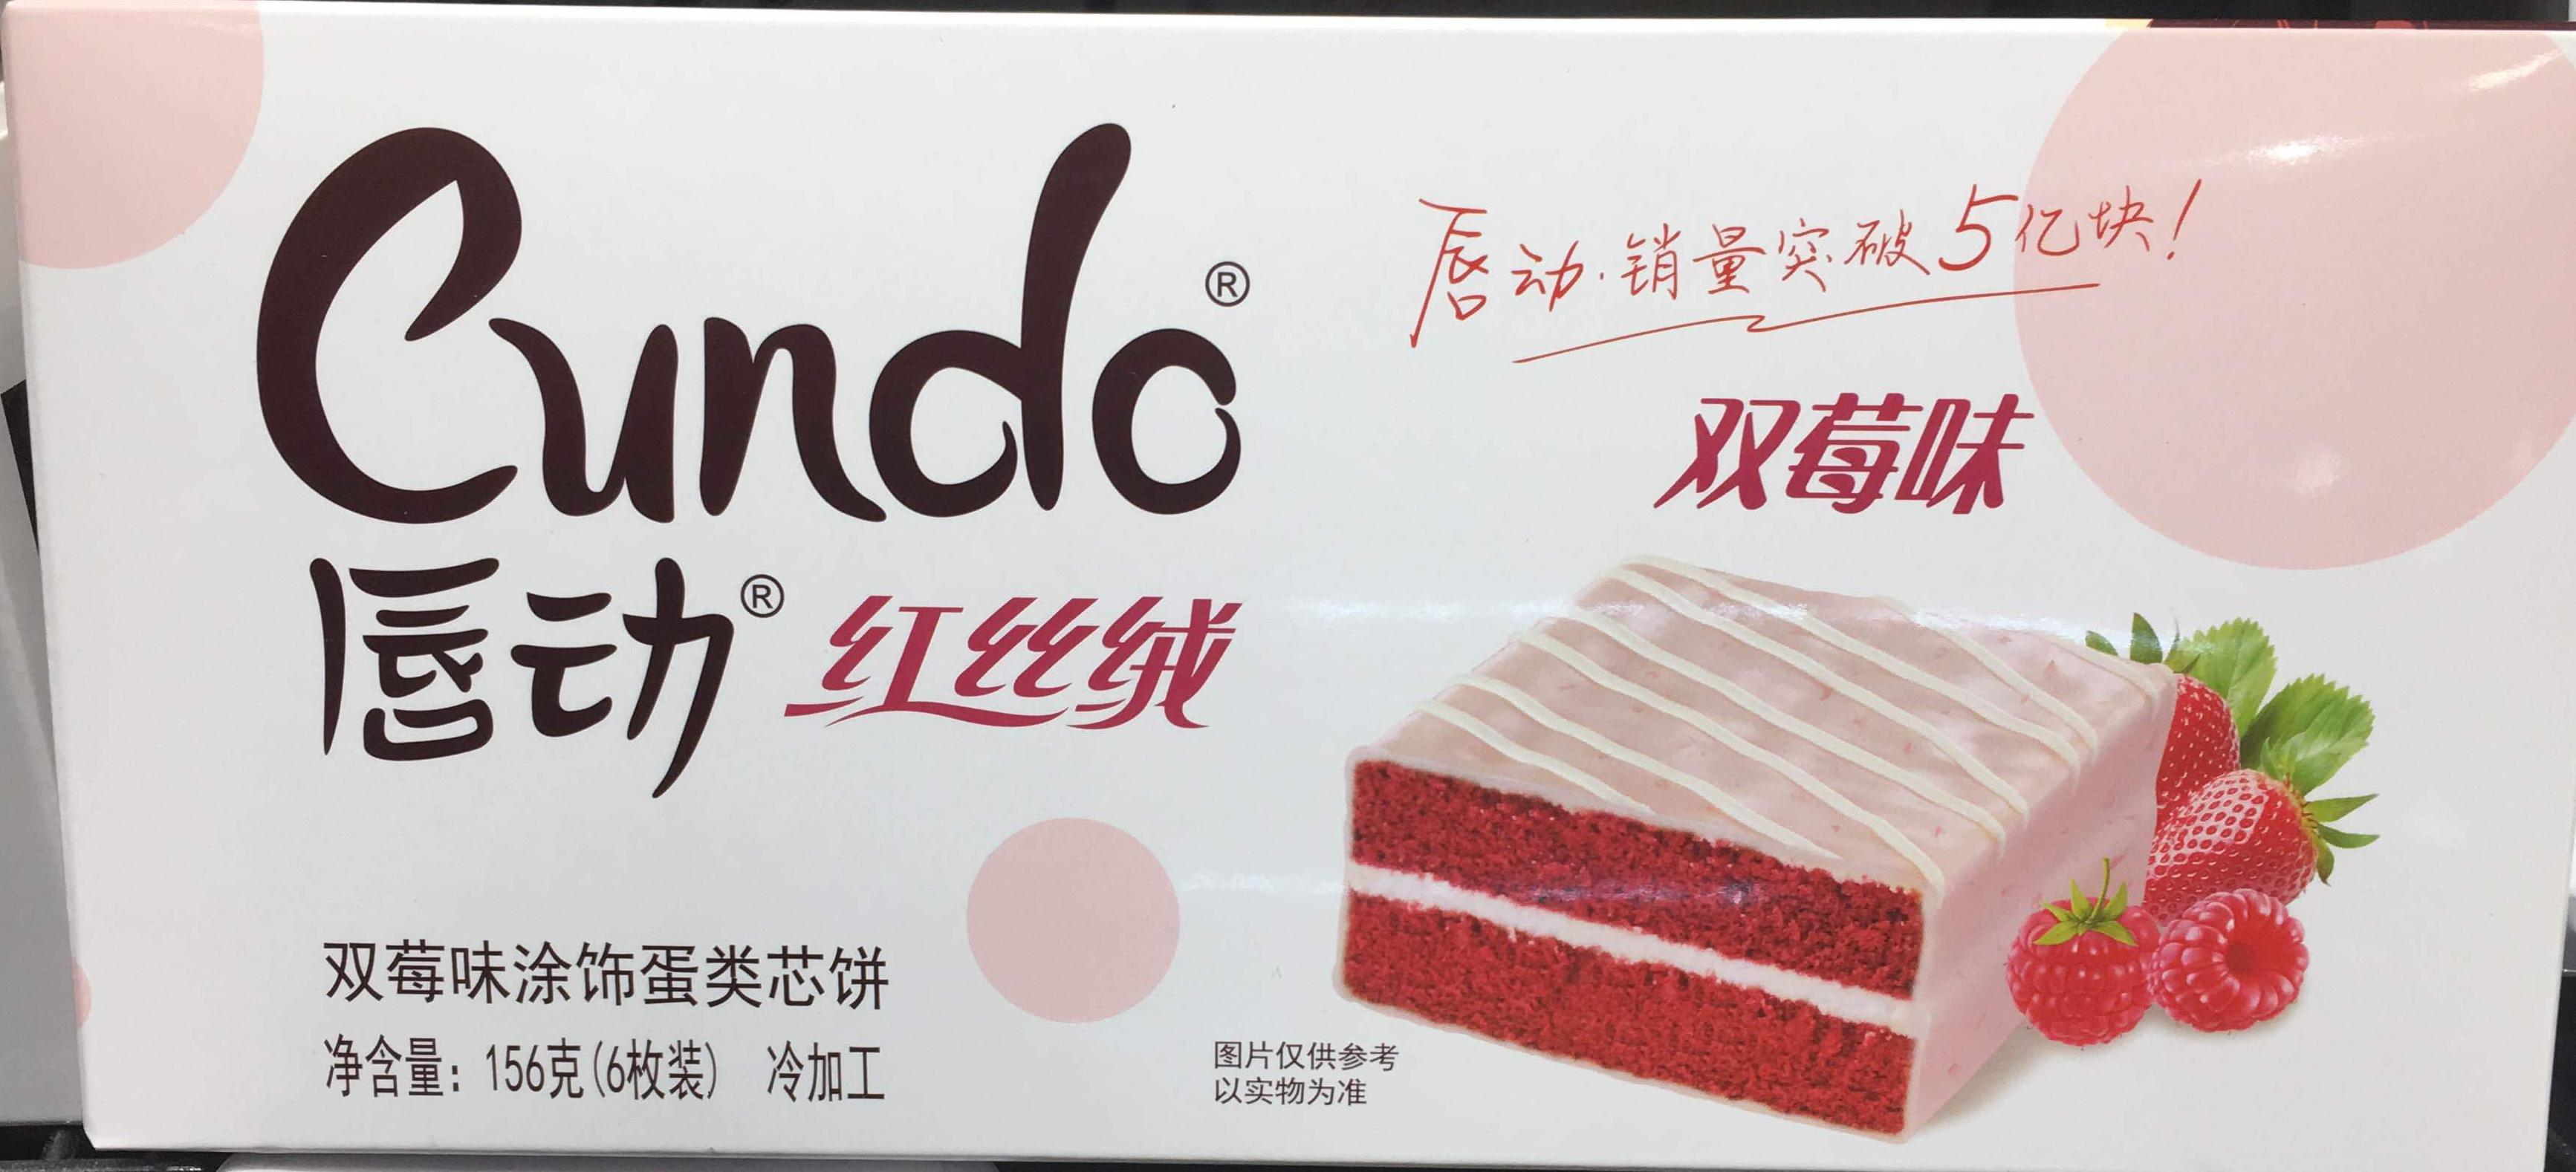 Cundo®
唇动®红丝绒
唇动·销量突破5亿块!
双莓味
双莓味涂饰蛋类芯饼
净含量：156克(6枚装) 冷加工
图片仅供参考
以实物为准